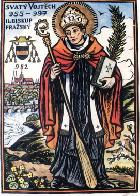 SVATÝ VOJTĚCH
955 - 997
II. BISKUP
PRAŽSKÝ
982